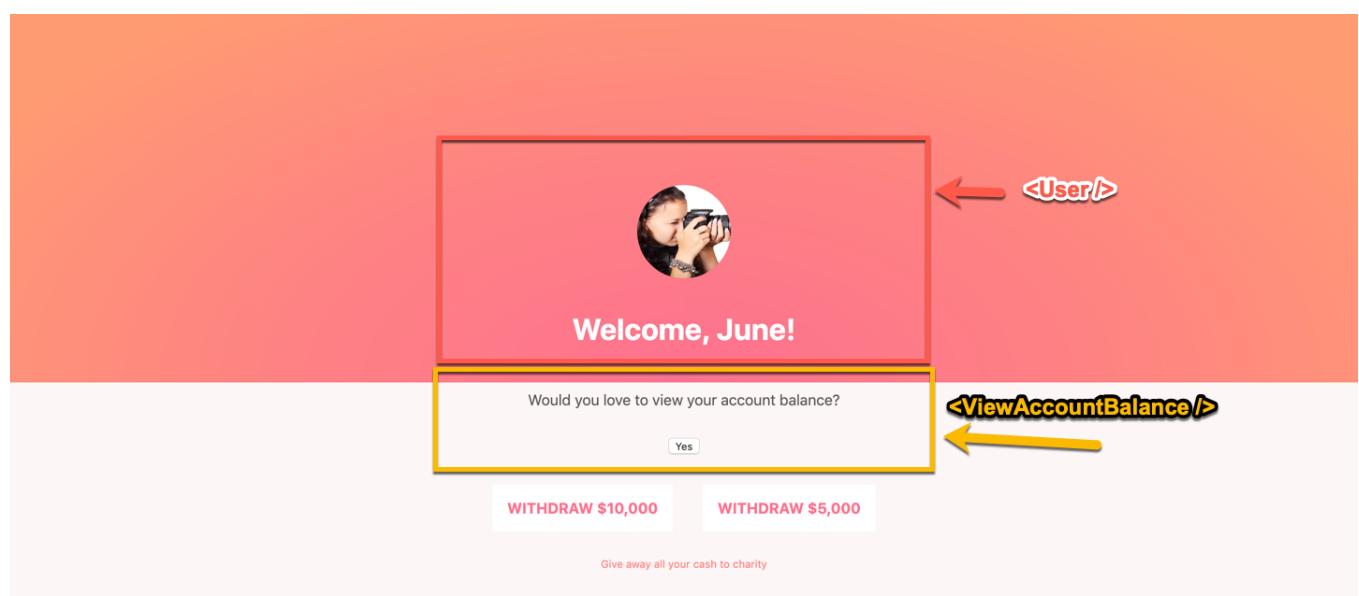 <User/>
Welcome, June!
Would you love to view your account balance?
<ViewAccountBalance />
Yes
WITHDRAW $10,000 WITHDRAW $5,000
Give away all your cash to charity